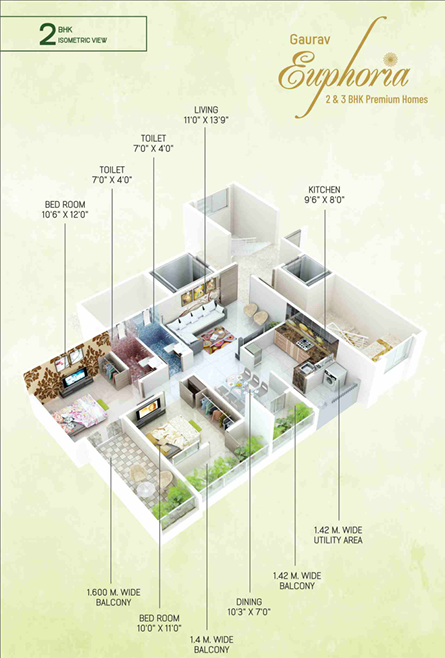 2 BHK
ISOMETRIC VIEW
Gaurav
Euphoria
2 & 3 BHK Premium Homes
LIVING
11'0" X 13'9"
TOILET
7'0" X 4'0"
TOILET
7'0" X 4'0"
BED ROOM
10'6" X 12'0"
KITCHEN
9'6" X 8'0"
1.42 M. WIDE
UTILITY AREA
1.42 M. WIDE
BALCONY
1.600 M. WIDE
BALCONY
DINING
10'3" X 7'0"
BED ROOM
10'0" X 11'0"
1.4 M. WIDE
BALCONY